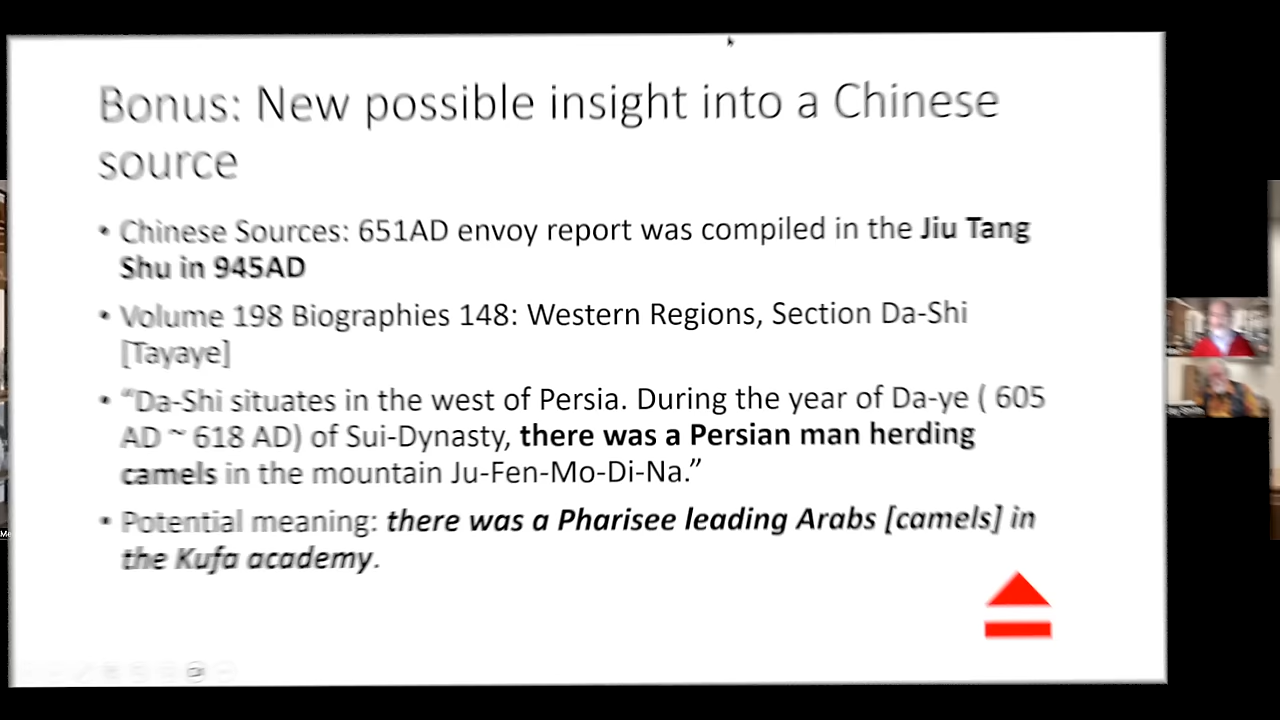 Bonus: New possible insight into a Chinese
source
• Chinese Sources: 651AD envoy report was compiled in the Jiu Tang
Shu in 945AD
• Volume 198 Biographies 148: Western Regions, Section Da-Shi
[Tayaye]
• “Da-Shi situates in the west of Persia. During the year of Da-ye ( 605
AD ~ 618 AD) of Sui-Dynasty, there was a Persian man herding
camels in the mountain Ju-Fen-Mo-Di-Na.”
• Potential meaning: there was a Pharisee leading Arabs [camels] in
the Kufa academy.